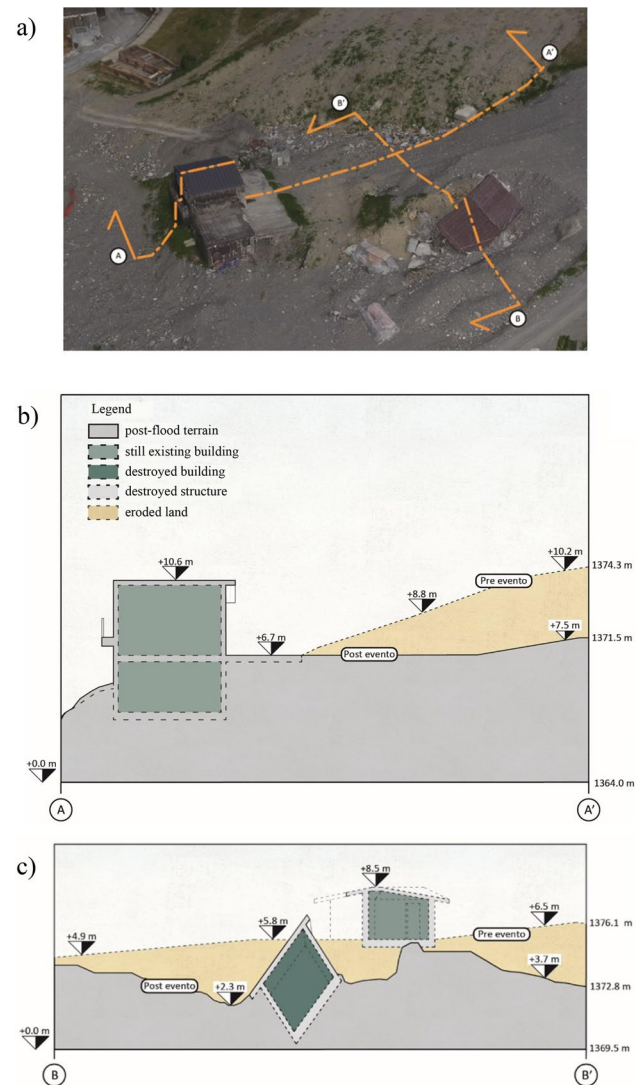 a)
A'
B'
A
B
b)
Legend
post-flood terrain
still existing building
destroyed building
destroyed structure
eroded land
+10.6 m
+10.2 m
1374.3 m
Pre evento
+8.8 m
+7.5 m
1371.5 m
+6.7 m
Post evento
+0.0 m
1364.0 m
A
A'
c)
+8.5 m
+6.5 m
1376.1 m
+5.8 m
Pre evento
+4.9 m
+3.7 m
Post evento
+2.3 m
1372.8 m
+0.0 m
1369.5 m
B
B'